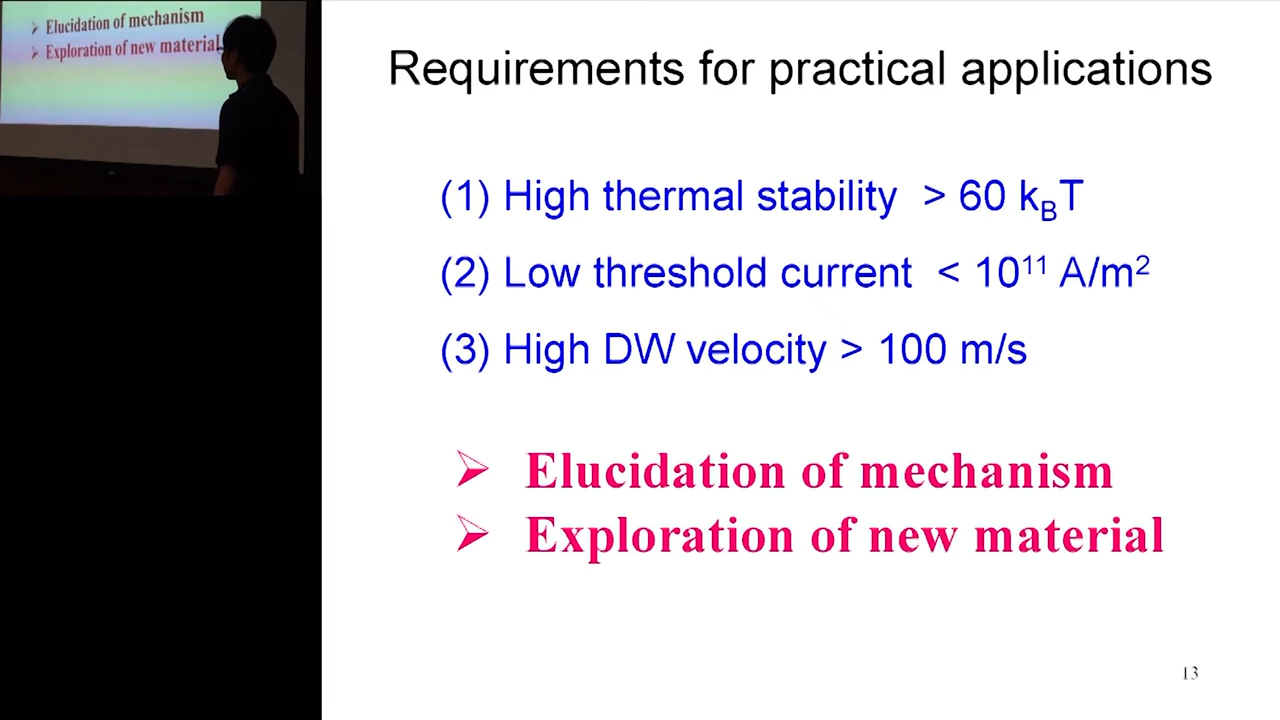 ➢ Elucidation of mechanism
➢ Exploration of new material
Requirements for practical applications
(1) High thermal stability > 60 k_BT
(2) Low threshold current < 10¹¹ A/m²
(3) High DW velocity > 100 m/s
➢ Elucidation of mechanism
➢ Exploration of new material
13